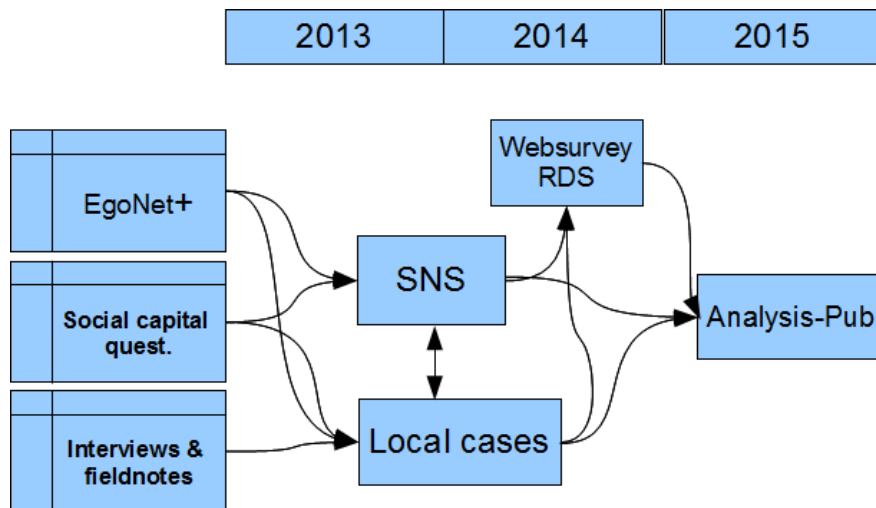 2013 2014 2015
Websurvey
RDS
EgoNet+
SNS
Social capital
quest.
Analysis-Pub
Interviews &
fieldnotes
Local cases